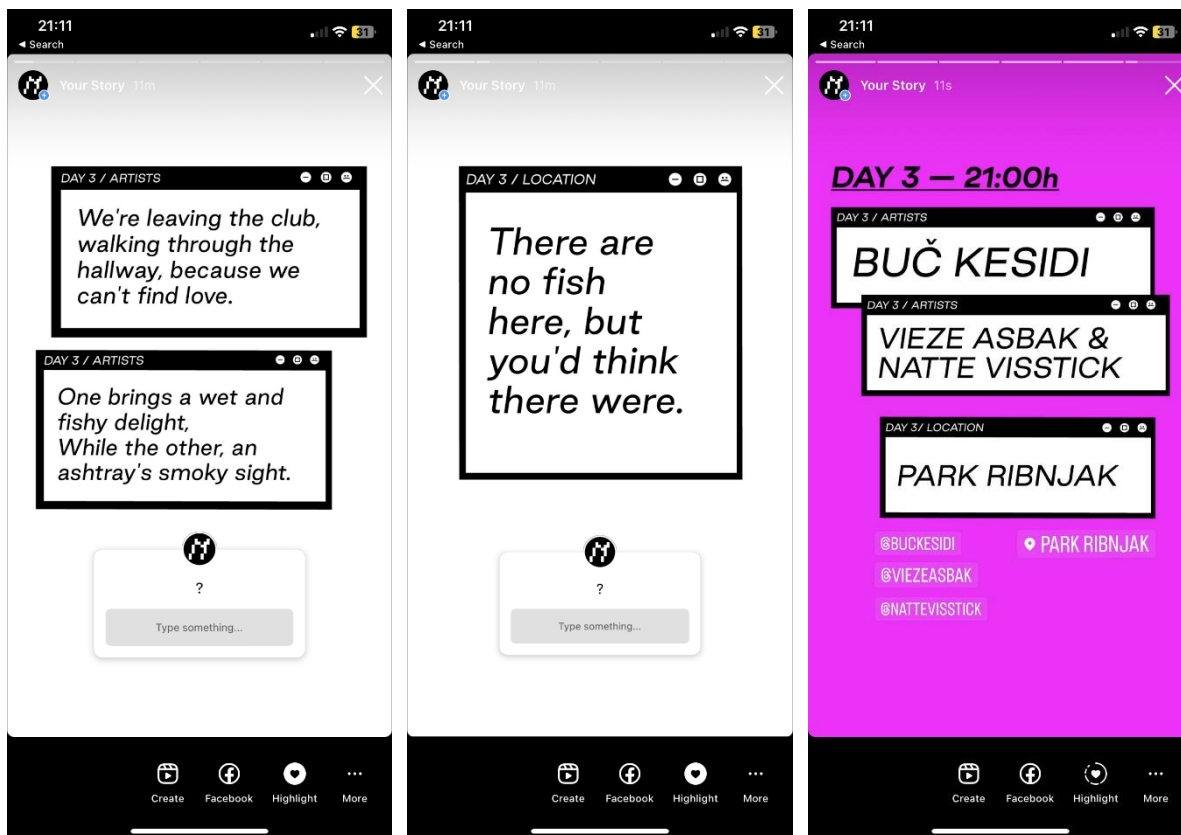 21:11
31
◄ Search
Your Story 11m
DAY 3 / ARTISTS
We're leaving the club,
walking through the
hallway, because we
can't find love.
DAY 3 / ARTISTS
One brings a wet and
fishy delight,
While the other, an
ashtray's smoky sight.
?
Type something...
Create
Facebook
Highlight
More
21:11
31
◄ Search
Your Story 11m
DAY 3 / LOCATION
There are
no fish
here, but
you'd think
there were.
?
Type something...
Create
Facebook
Highlight
More
21:11
31
◄ Search
Your Story 11s
DAY 3 — 21:00h
DAY 3 / ARTISTS
BUČ KESIDI
DAY 3 / ARTISTS
VIEZE ASBAK &
NATTE VISSTICK
DAY 3/ LOCATION
PARK RIBNJAK
@BUCKESIDI
PARK RIBNJAK
@VIEZEASBAK
@NATTEVISSTICK
Create
Facebook
Highlight
More